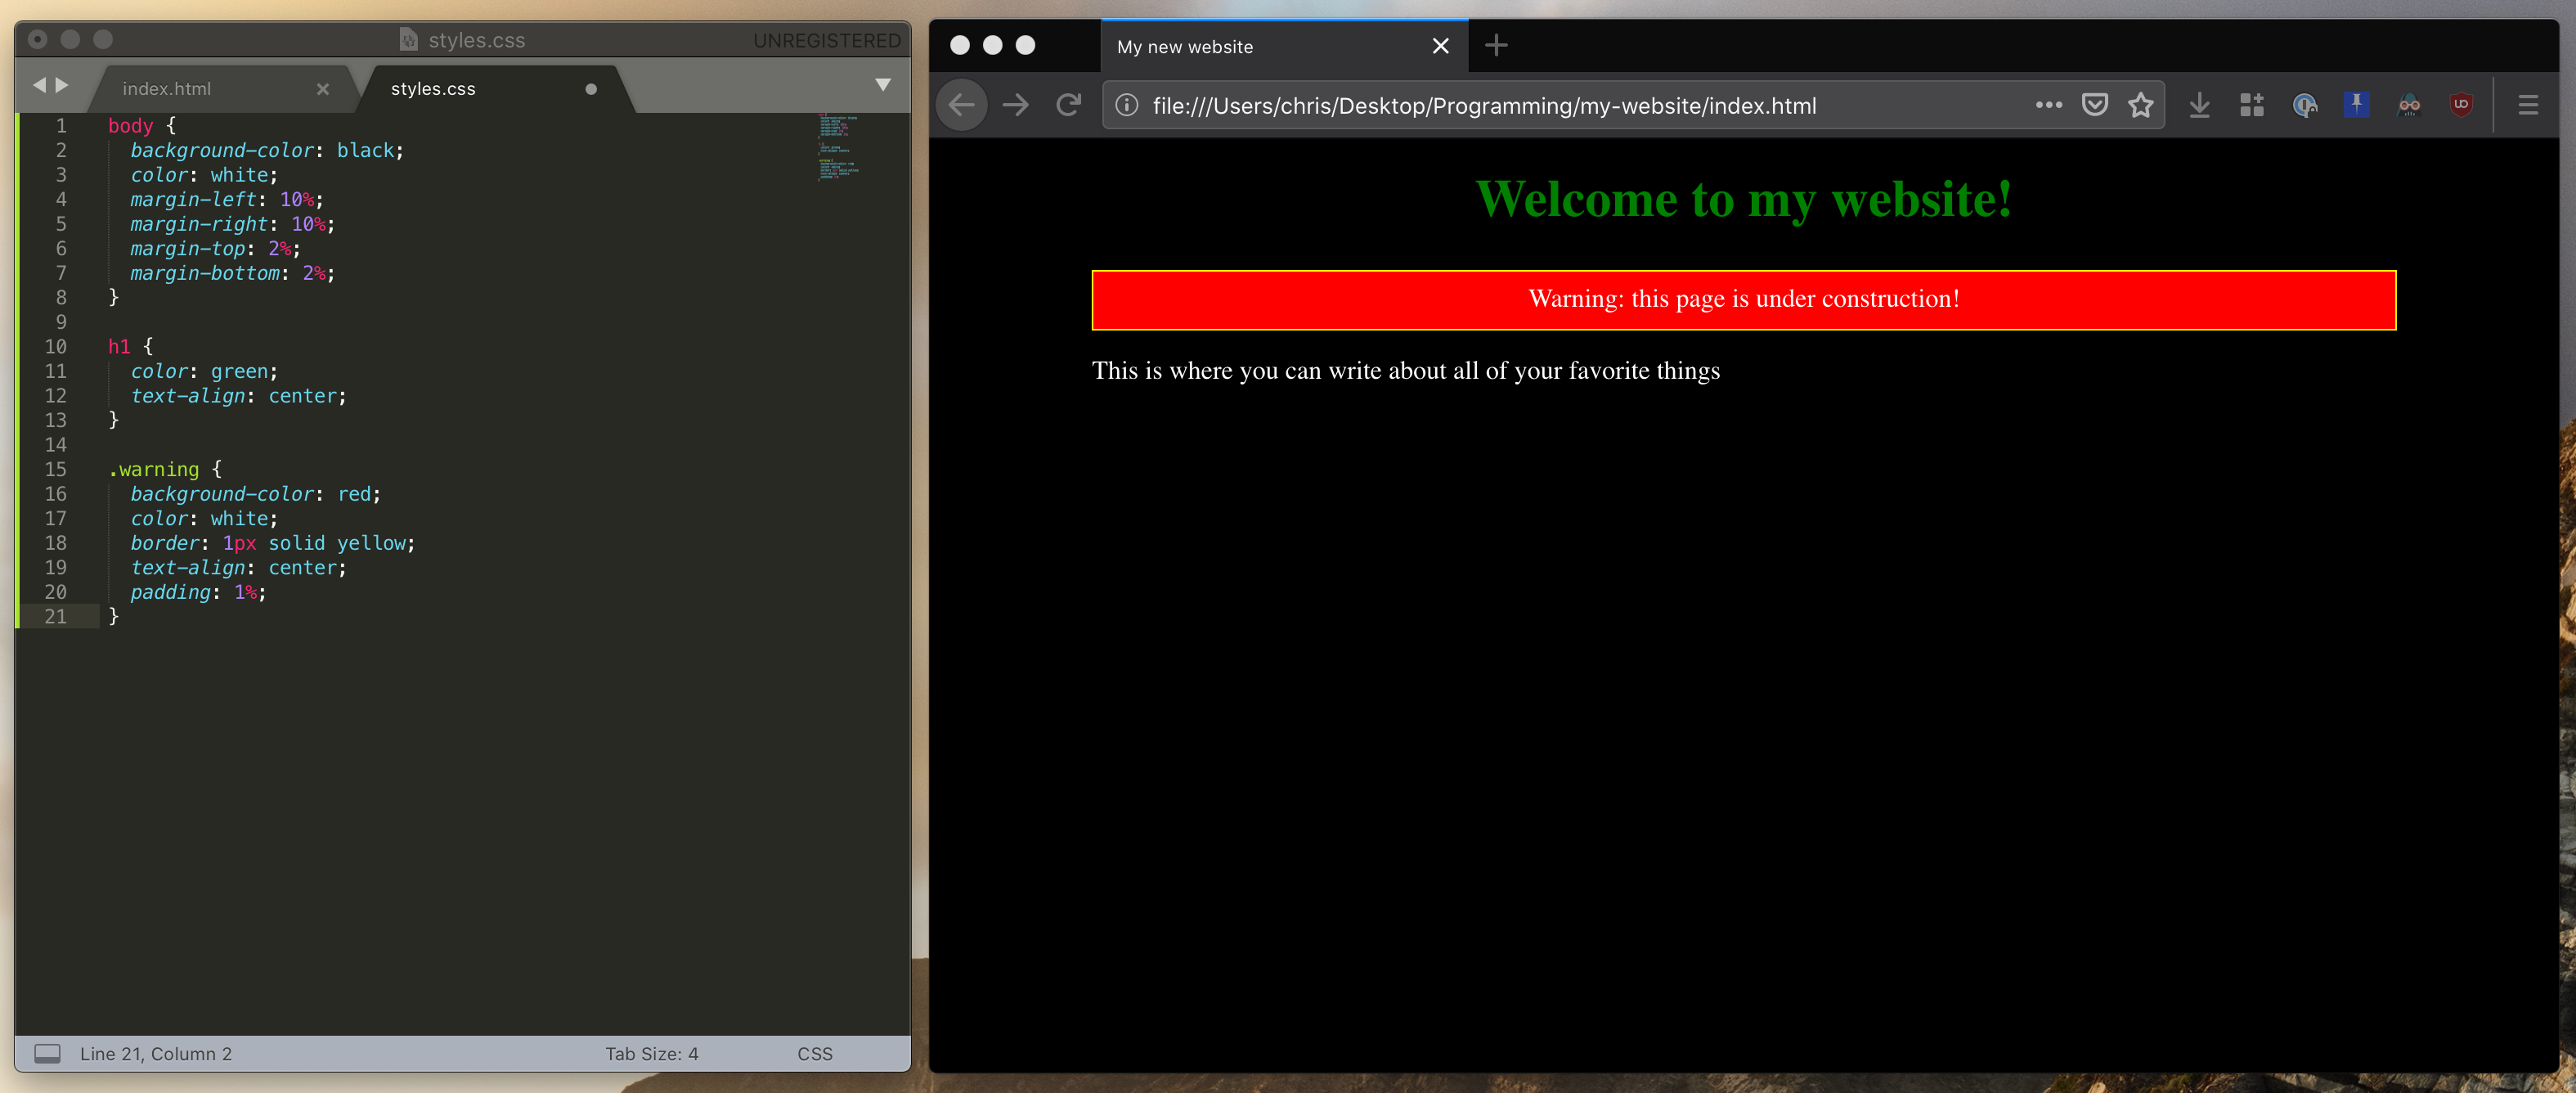 styles.css
UNREGISTERED
index.html
styles.css
1 body {
2 background-color: black;
3 color: white;
4 margin-left: 10%;
5 margin-right: 10%;
6 margin-top: 2%;
7 margin-bottom: 2%;
8 }
9
10 h1 {
11 color: green;
12 text-align: center;
13 }
14
15 .warning {
16 background-color: red;
17 color: white;
18 border: 1px solid yellow;
19 text-align: center;
20 padding: 1%;
21 }
Line 21, Column 2
Tab Size: 4
CSS
My new website
file:///Users/chris/Desktop/Programming/my-website/index.html
Welcome to my website!
Warning: this page is under construction!
This is where you can write about all of your favorite things